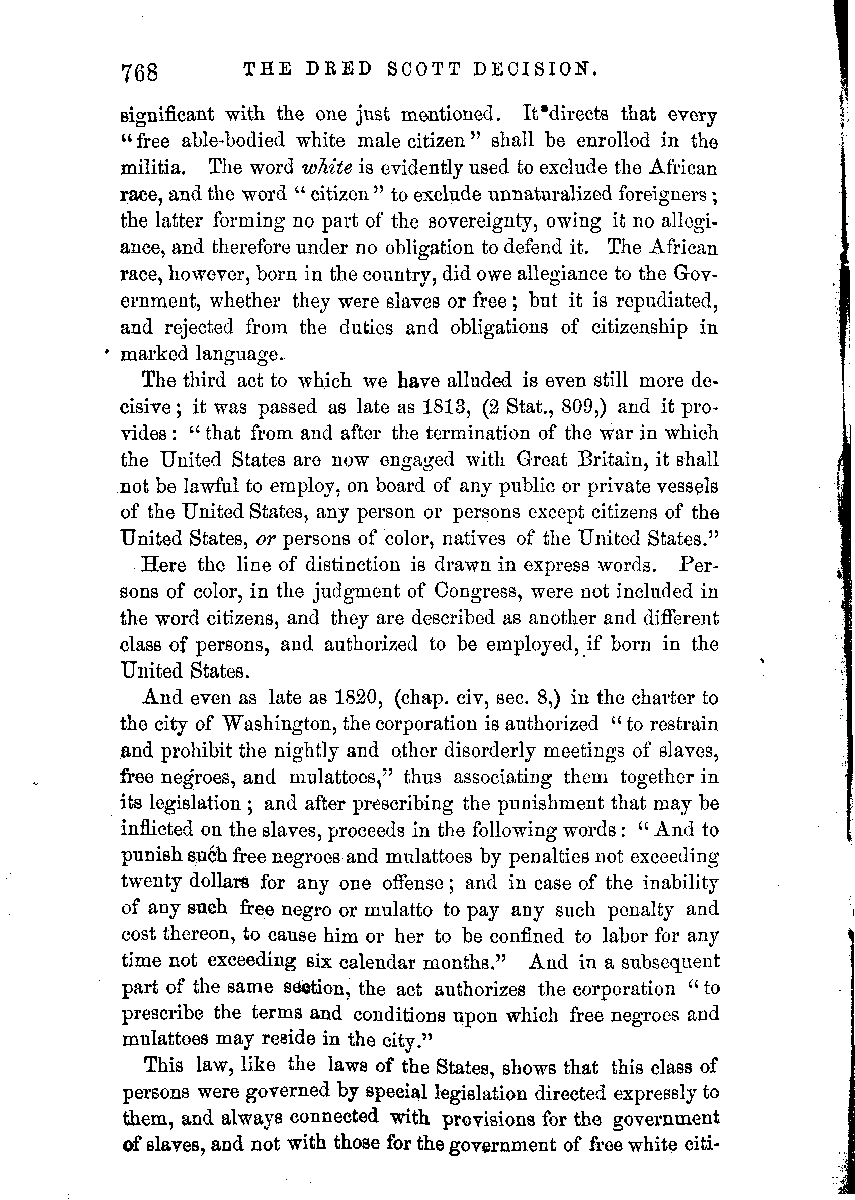 768 THE DRED SCOTT DECISION.
significant with the one just mentioned. It directs that every
"free able-bodied white male citizen" shall be enrolled in the
militia. The word white is evidently used to exclude the African
race, and the word "citizen" to exclude unnaturalized foreigners;
the latter forming no part of the sovereignty, owing it no allegi-
ance, and therefore under no obligation to defend it. The African
race, however, born in the country, did owe allegiance to the Gov-
ernment, whether they were slaves or free; but it is repudiated,
and rejected from the duties and obligations of citizenship in
marked language.
The third act to which we have alluded is even still more de-
cisive; it was passed as late as 1813, (2 Stat., 809,) and it pro-
vides: "that from and after the termination of the war in which
the United States are now engaged with Great Britain, it shall
not be lawful to employ, on board of any public or private vessels
of the United States, any person or persons except citizens of the
United States, or persons of color, natives of the United States."
Here the line of distinction is drawn in express words. Per-
sons of color, in the judgment of Congress, were not included in
the word citizens, and they are described as another and different
class of persons, and authorized to be employed, if born in the
United States.
And even as late as 1820, (chap. civ, sec. 8,) in the charter to
the city of Washington, the corporation is authorized "to restrain
and prohibit the nightly and other disorderly meetings of slaves,
free negroes, and mulattoes," thus associating them together in
its legislation; and after prescribing the punishment that may be
inflicted on the slaves, proceeds in the following words: "And to
punish such free negroes and mulattoes by penalties not exceeding
twenty dollars for any one offense; and in case of the inability
of any such free negro or mulatto to pay any such penalty and
cost thereon, to cause him or her to be confined to labor for any
time not exceeding six calendar months." And in a subsequent
part of the same section, the act authorizes the corporation "to
prescribe the terms and conditions upon which free negroes and
mulattoes may reside in the city."
This law, like the laws of the States, shows that this class of
persons were governed by special legislation directed expressly to
them, and always connected with provisions for the government
of slaves, and not with those for the government of free white citi-